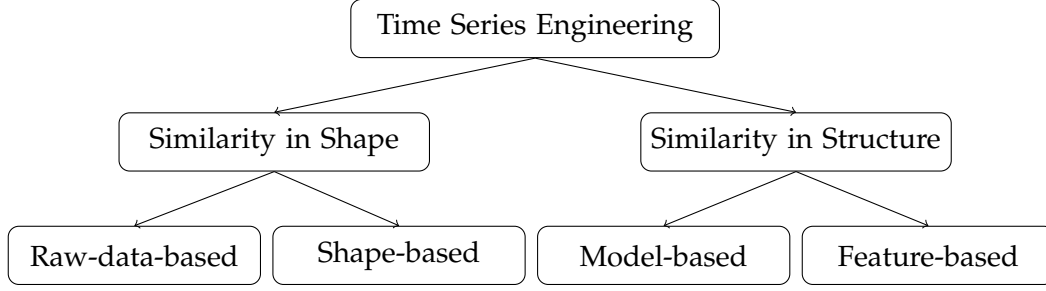 Time Series Engineering
Similarity in Shape
Similarity in Structure
Raw-data-based
Shape-based
Model-based
Feature-based